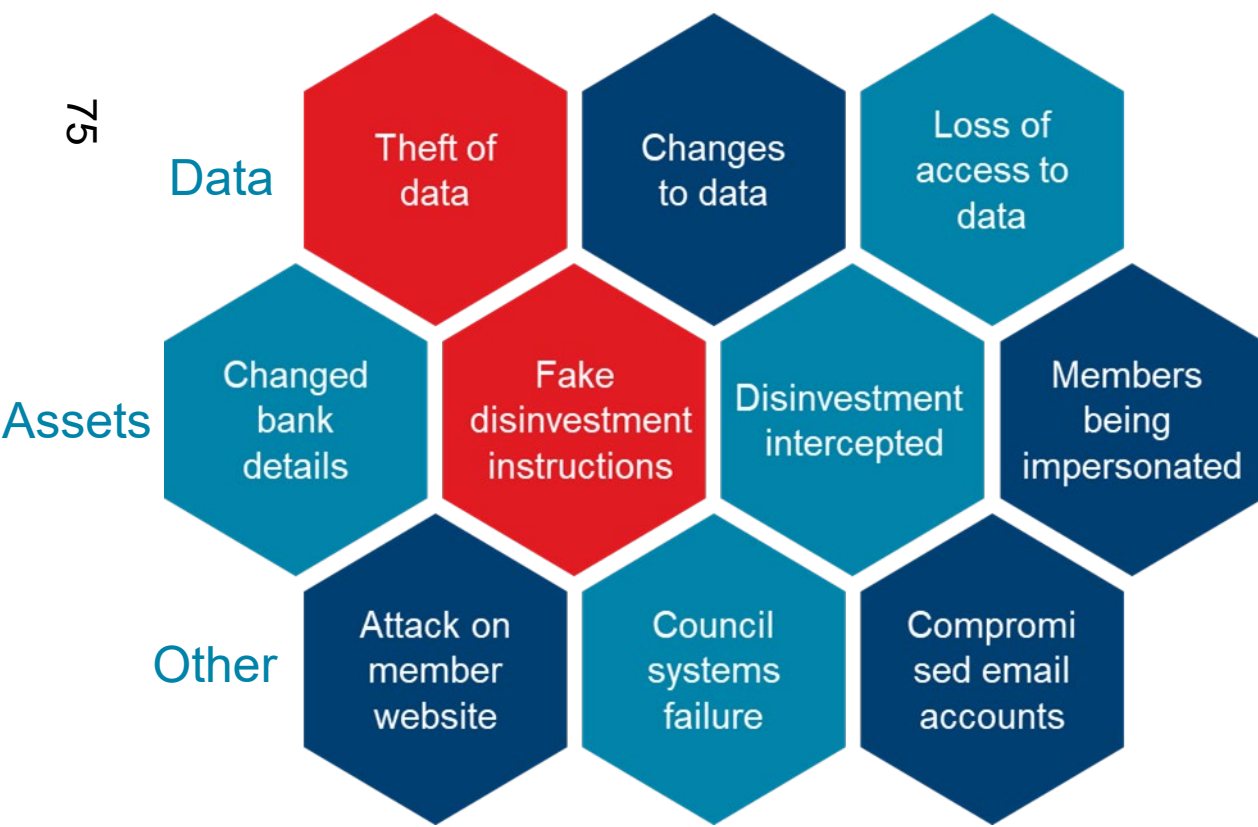 75
Data
Theft of
data
Changes
to data
Loss of
access to
data
Assets
Changed
bank
details
Fake
disinvestment
instructions
Disinvestment
intercepted
Members
being
impersonated
Other
Attack on
member
website
Council
systems
failure
Compromi
sed email
accounts